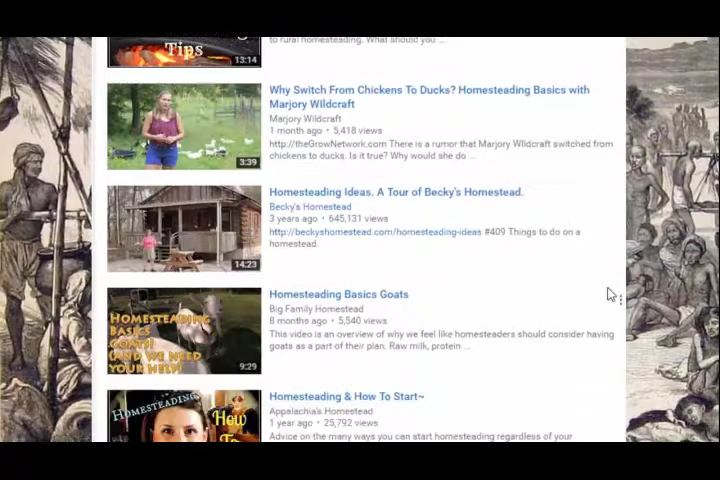 to rural homesteading. What should you ...
Tips
13:14
Why Switch From Chickens To Ducks? Homesteading Basics with
Marjory Wildcraft
Marjory Wildcraft
1 month ago • 5,418 views
http://theGrowNetwork.com There is a rumor that Marjory Wildcraft switched from
chickens to ducks. Is it true? Why would she do ...
3:39
Homesteading Ideas. A Tour of Becky's Homestead.
Becky's Homestead
3 years ago • 645,131 views
http://beckyshomestead.com/homesteading-ideas #409 Things to do on a
homestead.
14:23
Homesteading Basics Goats
Big Family Homestead
8 months ago • 5,540 views
This video is an overview of why we feel like homesteaders should consider having
goats as a part of their plan. Raw milk, protein ...
HOMESTEADING
BASICS
GOATS!
(AND WE NEED
YOUR HELP!)
9:29
Homesteading & How To Start~
Appalachia's Homestead
1 year ago • 25,792 views
Advice on the many ways you can start homesteading regardless of your
HOMESTEADING
How
To